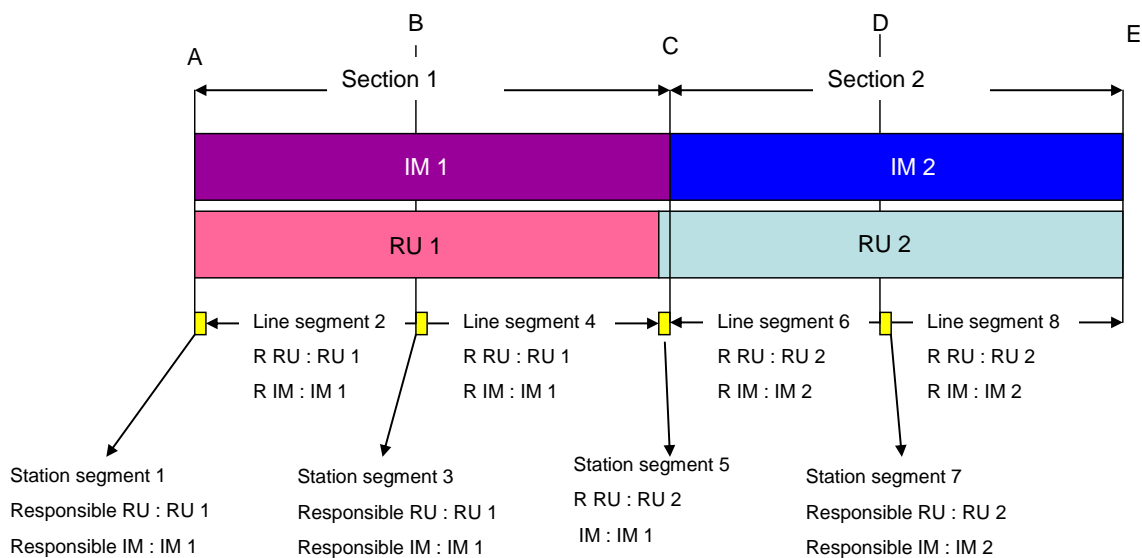 A
B
C
D
E
Section 1
Section 2
IM 1
IM 2
RU 1
RU 2
Line segment 2
R RU : RU 1
R IM : IM 1
Line segment 4
R RU : RU 1
R IM : IM 1
Line segment 6
R RU : RU 2
R IM : IM 2
Line segment 8
R RU : RU 2
R IM : IM 2
Station segment 1
Responsible RU : RU 1
Responsible IM : IM 1
Station segment 3
Responsible RU : RU 1
Responsible IM : IM 1
Station segment 5
R RU : RU 2
IM : IM 1
Station segment 7
Responsible RU : RU 2
Responsible IM : IM 2